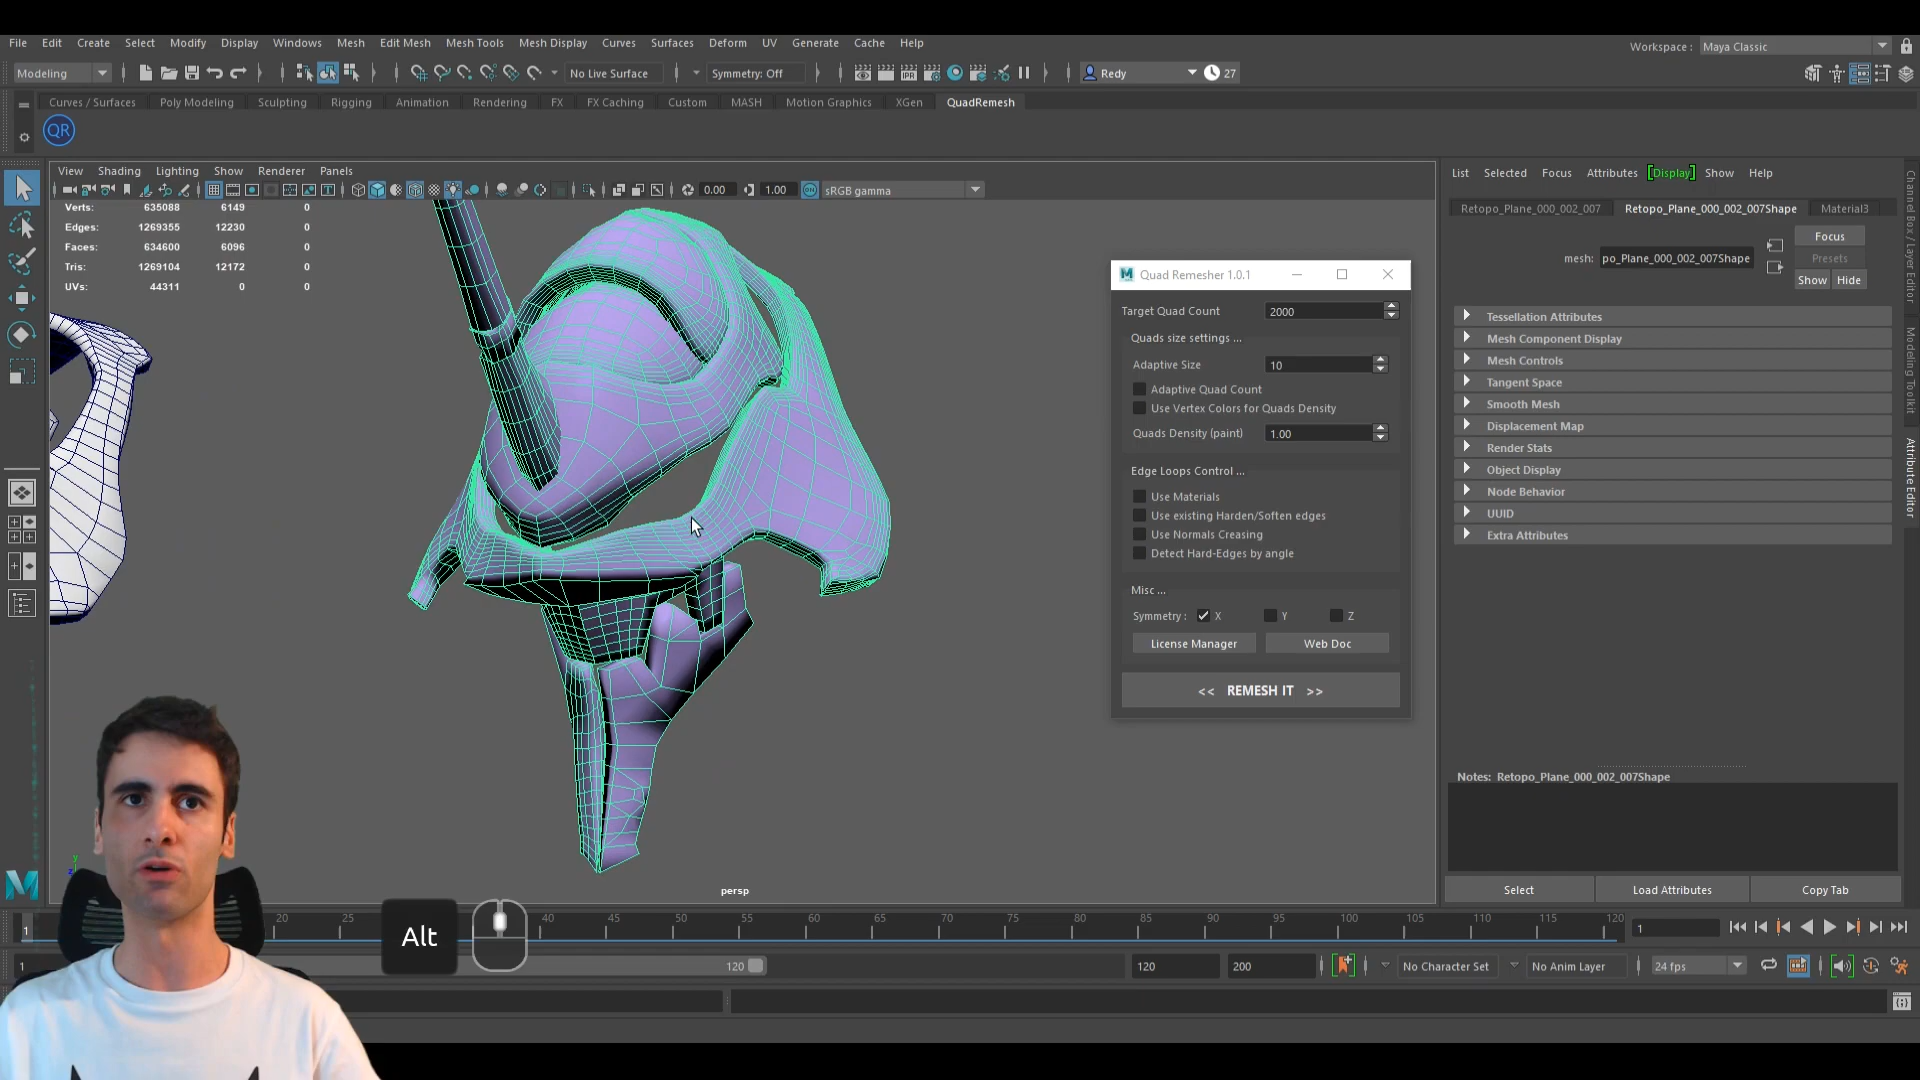 File Edit Create Select Modify Display Windows Mesh Edit Mesh Mesh Tools Mesh Display Curves Surfaces Deform UV Generate Cache Help
Workspace : Maya Classic
Modeling No Live Surface Symmetry: Off IPR Redy 27
Curves / Surfaces Poly Modeling Sculpting Rigging Animation Rendering FX FX Caching Custom MASH Motion Graphics XGen QuadRemesh
QR
View Shading Lighting Show Renderer Panels
0.00 1.00 ON sRGB gamma
Verts: 635088 6149 0
Edges: 1269355 12230 0
Faces: 634600 6096 0
Tris: 1269104 12172 0
UVs: 44311 0 0
persp
y
z
Quad Remesher 1.0.1
Target Quad Count 2000
Quads size settings ...
Adaptive Size 10
Adaptive Quad Count
Use Vertex Colors for Quads Density
Quads Density (paint) 1.00
Edge Loops Control ...
Use Materials
Use existing Harden/Soften edges
Use Normals Creasing
Detect Hard-Edges by angle
Misc ...
Symmetry : X Y Z
License Manager Web Doc
<< REMESH IT >>
List Selected Focus Attributes [Display] Show Help
Retopo_Plane_000_002_007 Retopo_Plane_000_002_007Shape Material3
Focus
Presets
mesh: po_Plane_000_002_007Shape
Show Hide
Tessellation Attributes
Mesh Component Display
Mesh Controls
Tangent Space
Smooth Mesh
Displacement Map
Render Stats
Object Display
Node Behavior
UUID
Extra Attributes
Notes: Retopo_Plane_000_002_007Shape
Select Load Attributes Copy Tab
Channel Box / Layer Editor
Modeling Toolkit
Attribute Editor
Alt
1 20 25 40 45 50 55 60 65 70 75 80 85 90 95 100 105 110 115 120 1
1 120 120 200 No Character Set No Anim Layer 24 fps